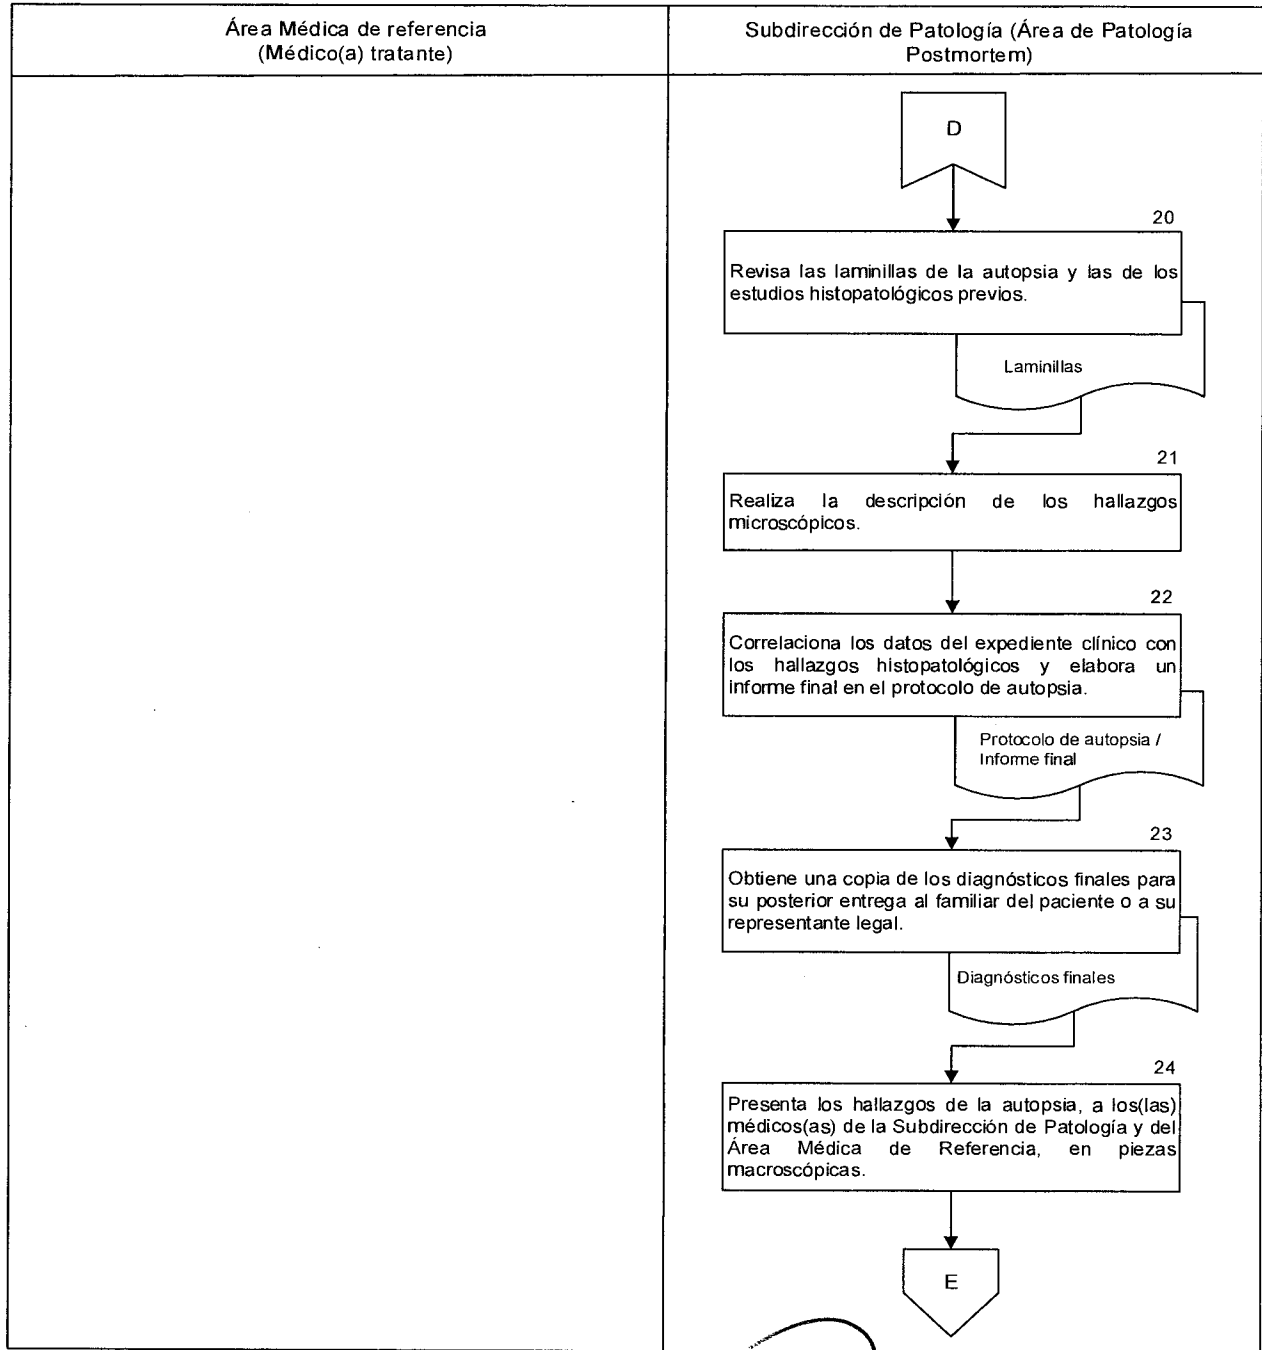 Área Médica de referencia
(Médico(a) tratante)
Subdirección de Patología (Área de Patología
Postmortem)
D
20
Revisa las laminillas de la autopsia y las de los
estudios histopatológicos previos.
Laminillas
21
Realiza la descripción de los hallazgos
microscópicos.
22
Correlaciona los datos del expediente clínico con
los hallazgos histopatológicos y elabora un
informe final en el protocolo de autopsia.
Protocolo de autopsia /
Informe final
23
Obtiene una copia de los diagnósticos finales para
su posterior entrega al familiar del paciente o a su
representante legal.
Diagnósticos finales
24
Presenta los hallazgos de la autopsia, a los(las)
médicos(as) de la Subdirección de Patología y del
Área Médica de Referencia, en piezas
macroscópicas.
E